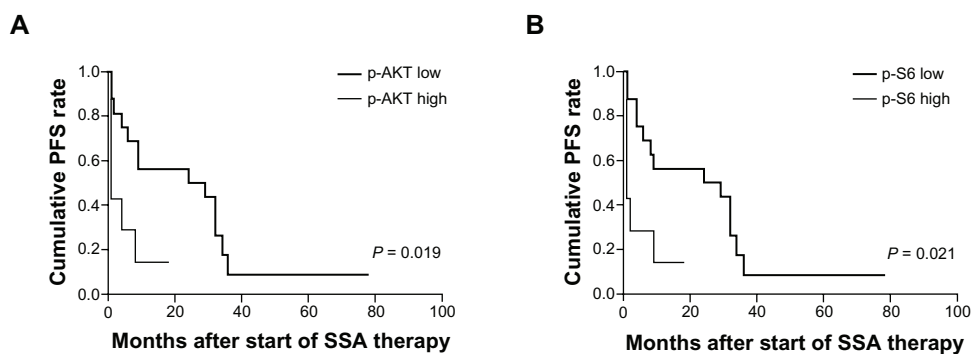 A
p-AKT low
p-AKT high
Cumulative PFS rate
1.0
0.8
0.6
0.4
0.2
0.0
P = 0.019
0 20 40 60 80 100
Months after start of SSA therapy
B
p-S6 low
p-S6 high
Cumulative PFS rate
1.0
0.8
0.6
0.4
0.2
0.0
P = 0.021
0 20 40 60 80 100
Months after start of SSA therapy